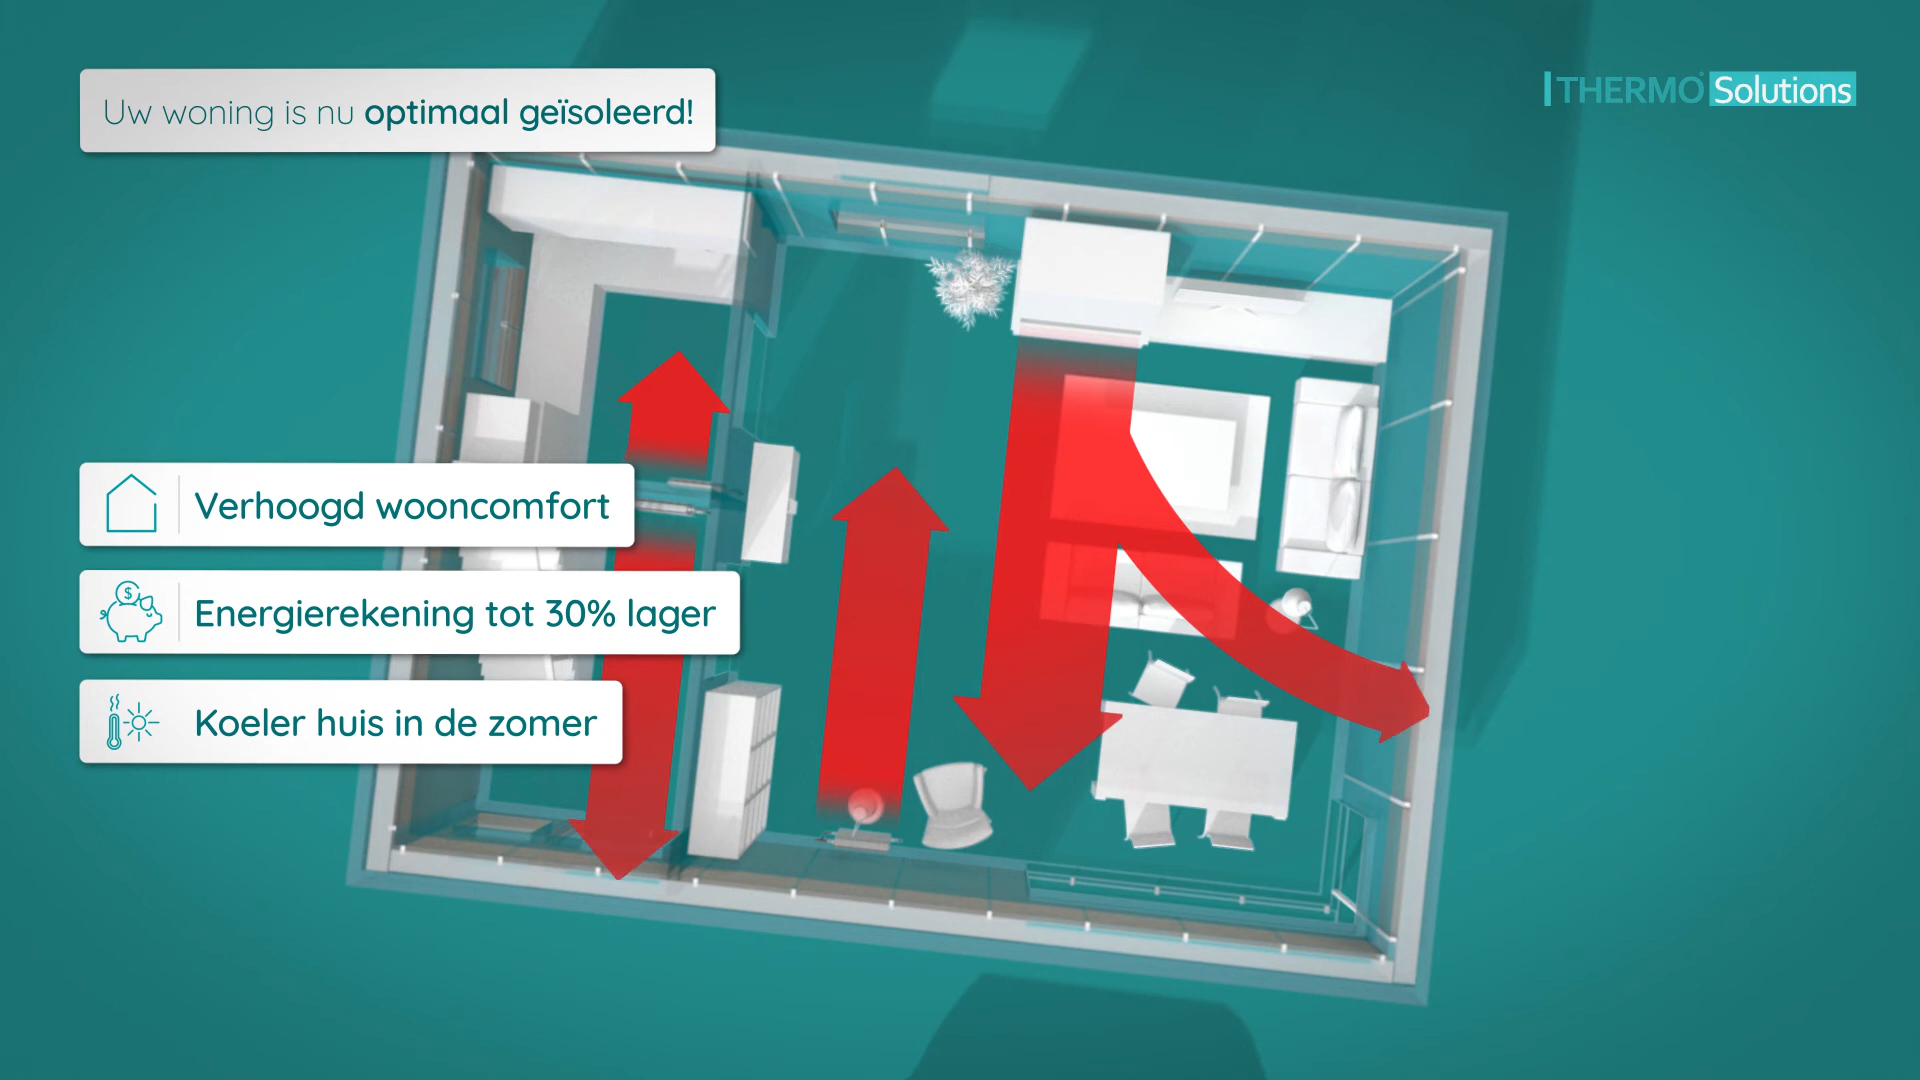 Uw woning is nu optimaal geïsoleerd!
THERMO° Solutions
Verhoogd wooncomfort
$
Energierekening tot 30% lager
Koeler huis in de zomer